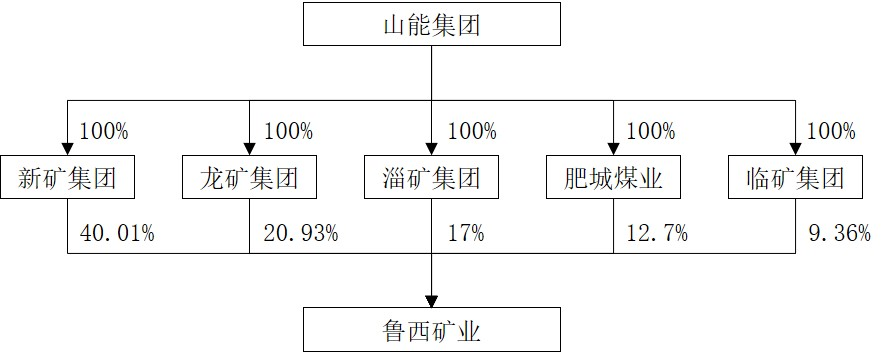 山能集团
100% 100% 100% 100% 100%
新矿集团 龙矿集团 淄矿集团 肥城煤业 临矿集团
40.01% 20.93% 17% 12.7% 9.36%
鲁西矿业